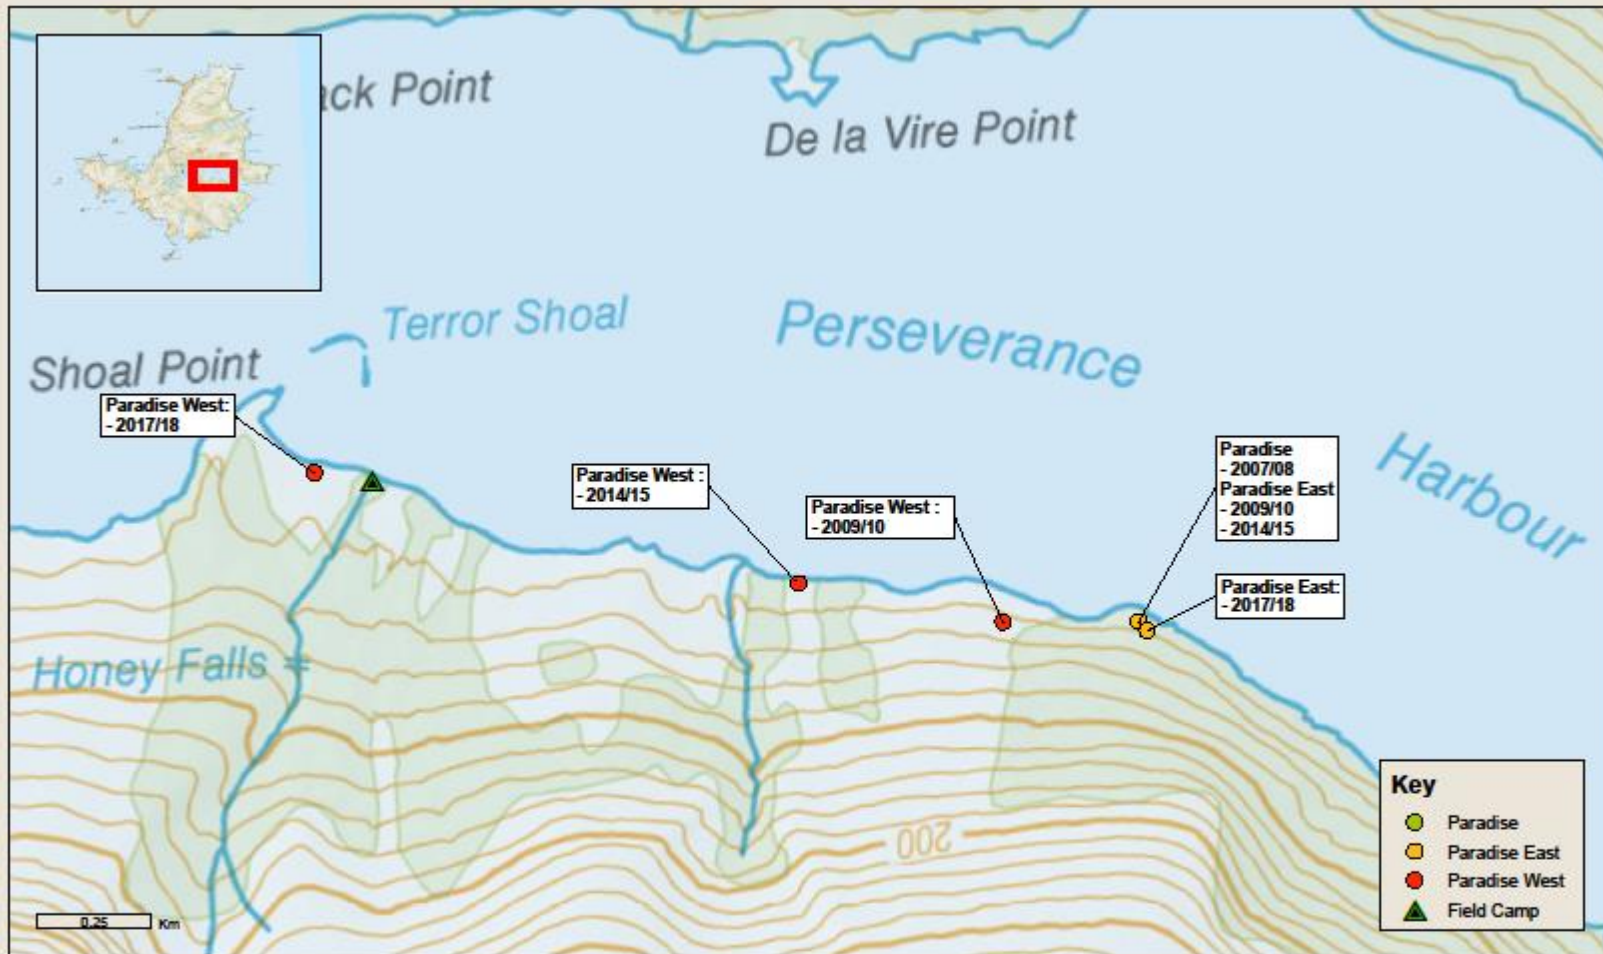 ack Point
De la Vire Point
Terror Shoal
Perseverance
Shoal Point
Paradise West:
- 2017/18
Harbour
Paradise
- 2007/08
Paradise East
- 2009/10
- 2014/15
Paradise West :
- 2014/15
Paradise West :
- 2009/10
Paradise East:
- 2017/18
Honey Falls
200
Key
Paradise
Paradise East
Paradise West
Field Camp
0.25 Km